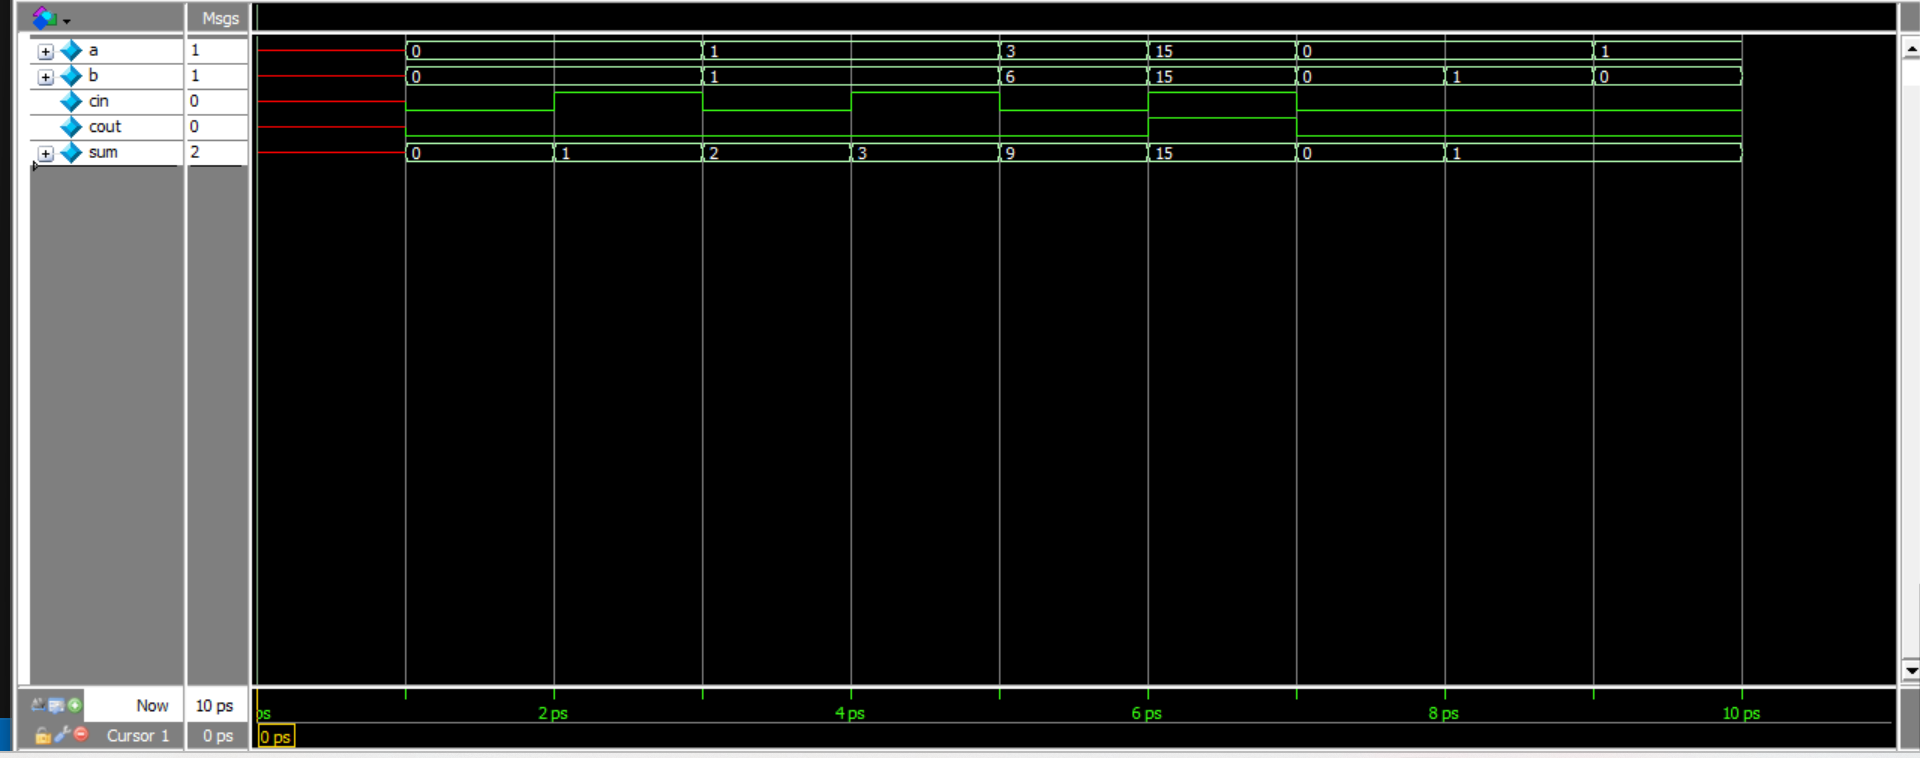 Msgs
a 1 0 1 3 15 0 1
b 1 0 1 6 15 0 1 0
cin 0
cout 0
sum 2 0 1 2 3 9 15 0 1
Now 10 ps ps 2 ps 4 ps 6 ps 8 ps 10 ps
Cursor 1 0 ps 0 ps